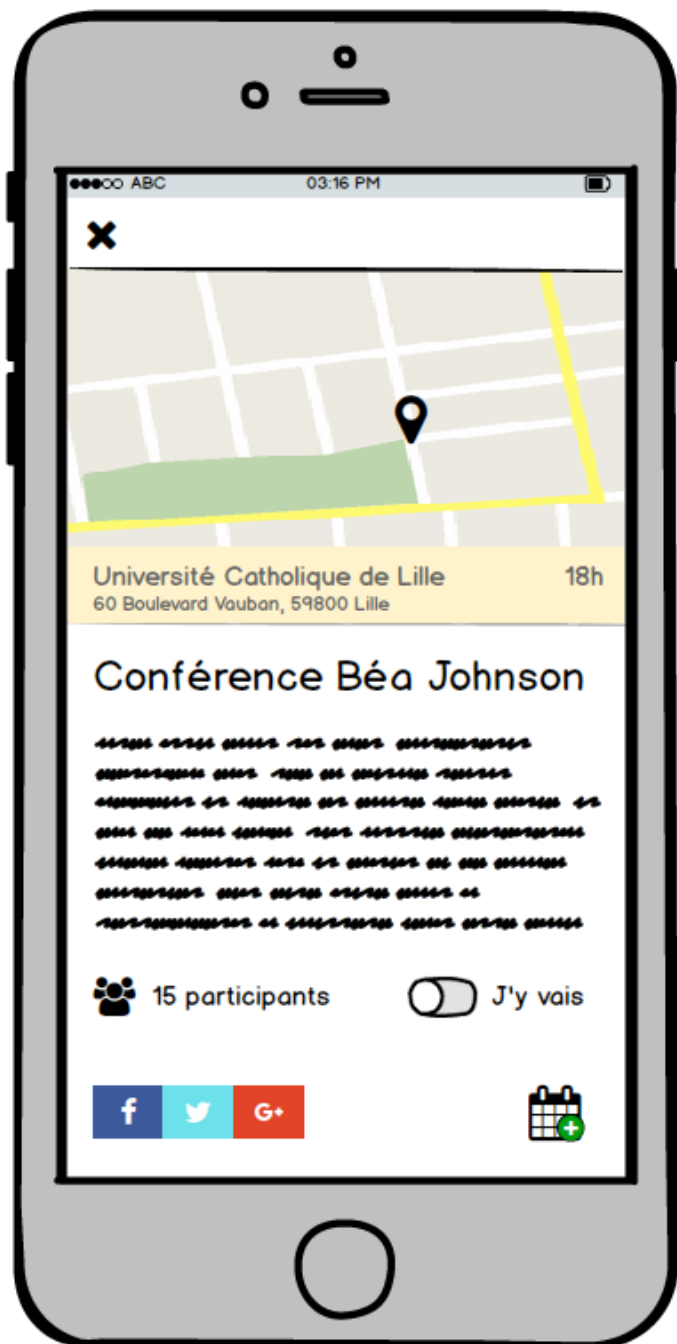 ABC 03:16 PM
Université Catholique de Lille 18h
60 Boulevard Vauban, 59800 Lille
Conférence Béa Johnson
15 participants J'y vais
f G+